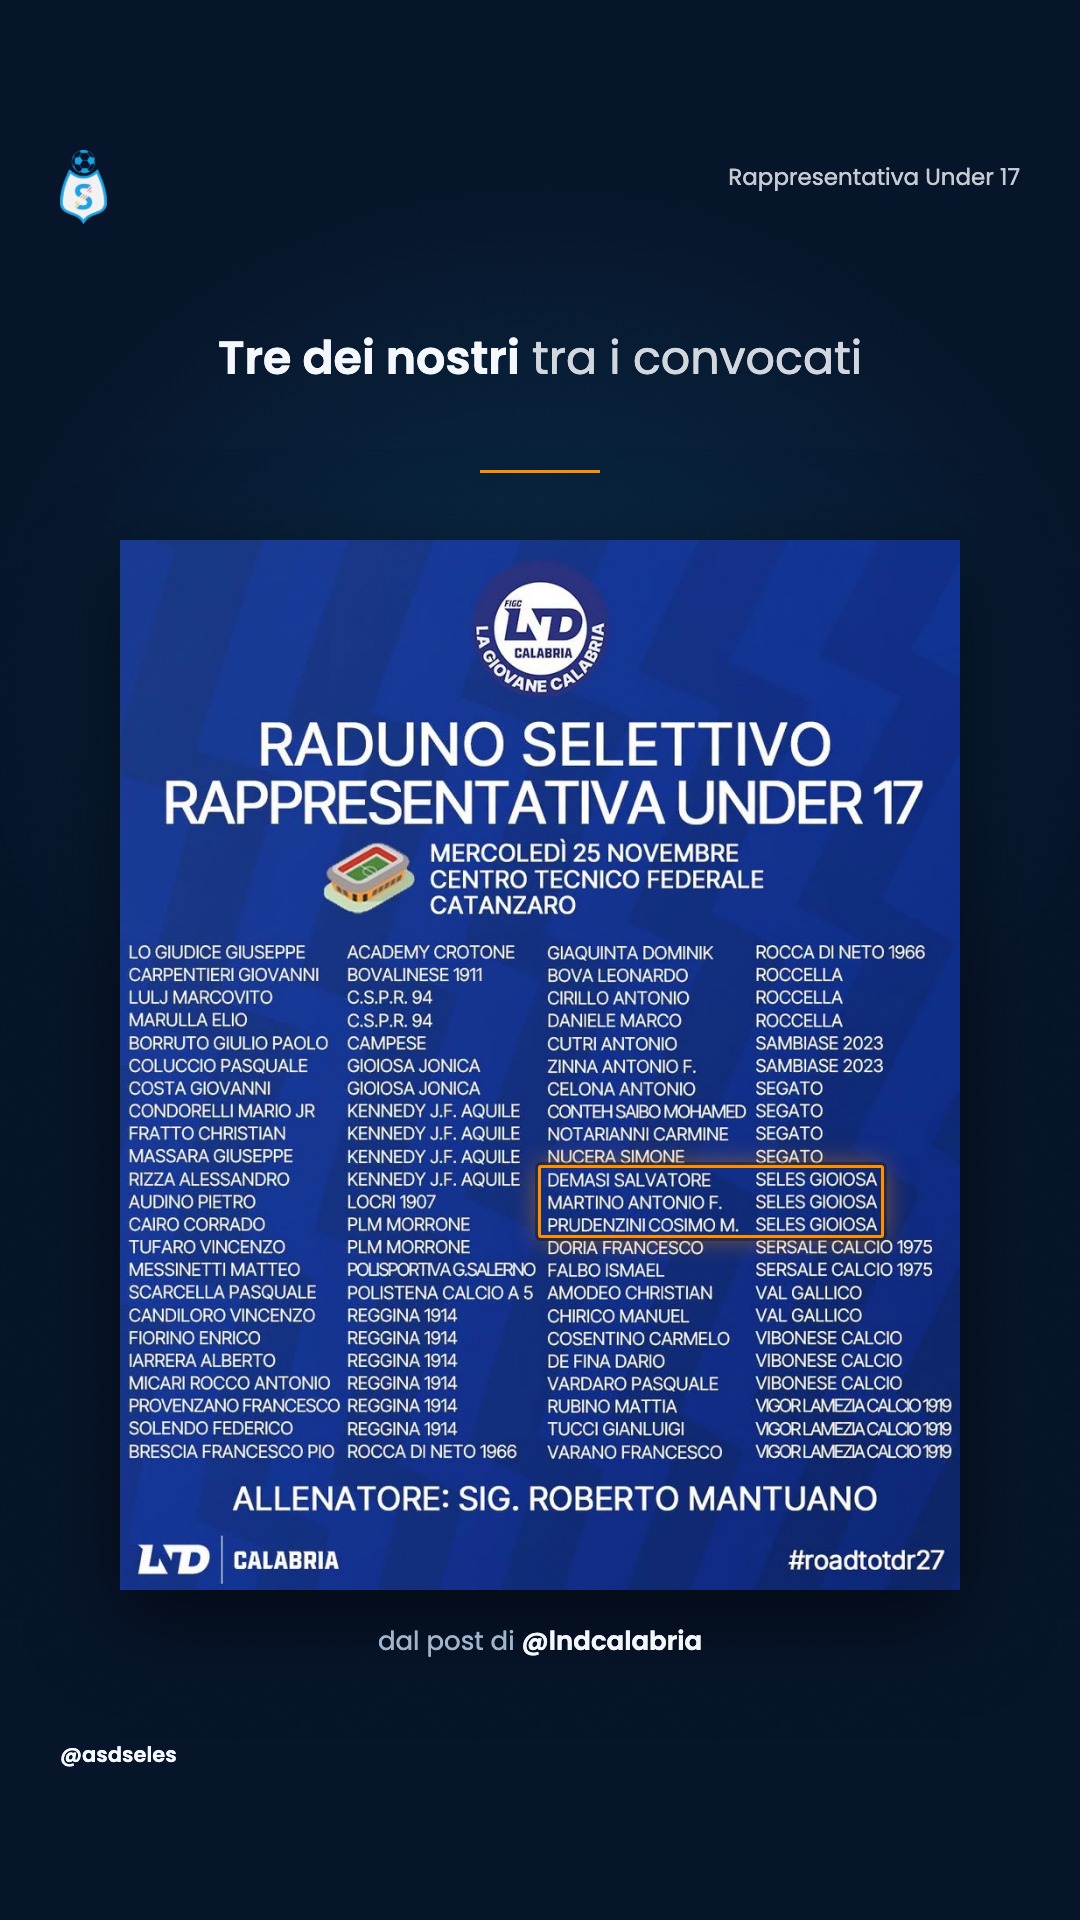 S
Rappresentativa Under 17
Tre dei nostri tra i convocati
FIGC
LND
CALABRIA
LA GIOVANE CALABRIA
RADUNO SELETTIVO
RAPPRESENTATIVA UNDER 17
MERCOLEDÌ 25 NOVEMBRE
CENTRO TECNICO FEDERALE
CATANZARO
LO GIUDICE GIUSEPPE ACADEMY CROTONE
CARPENTIERI GIOVANNI BOVALINESE 1911
LULJ MARCOVITO C.S.P.R. 94
MARULLA ELIO C.S.P.R. 94
BORRUTO GIULIO PAOLO CAMPESE
COLUCCIO PASQUALE GIOIOSA JONICA
COSTA GIOVANNI GIOIOSA JONICA
CONDORELLI MARIO JR KENNEDY J.F. AQUILE
FRATTO CHRISTIAN KENNEDY J.F. AQUILE
MASSARA GIUSEPPE KENNEDY J.F. AQUILE
RIZZA ALESSANDRO KENNEDY J.F. AQUILE
AUDINO PIETRO LOCRI 1907
CAIRO CORRADO PLM MORRONE
TUFARO VINCENZO PLM MORRONE
MESSINETTI MATTEO POLISPORTIVA G.SALERNO
SCARCELLA PASQUALE POLISTENA CALCIO A 5
CANDILORO VINCENZO REGGINA 1914
FIORINO ENRICO REGGINA 1914
IARRERA ALBERTO REGGINA 1914
MICARI ROCCO ANTONIO REGGINA 1914
PROVENZANO FRANCESCO REGGINA 1914
SOLENDO FEDERICO REGGINA 1914
BRESCIA FRANCESCO PIO ROCCA DI NETO 1966
GIAQUINTA DOMINIK ROCCA DI NETO 1966
BOVA LEONARDO ROCCELLA
CIRILLO ANTONIO ROCCELLA
DANIELE MARCO ROCCELLA
CUTRI ANTONIO SAMBIASE 2023
ZINNA ANTONIO F. SAMBIASE 2023
CELONA ANTONIO SEGATO
CONTEH SAIBO MOHAMED SEGATO
NOTARIANNI CARMINE SEGATO
NUCERA SIMONE SEGATO
DEMASI SALVATORE SELES GIOIOSA
MARTINO ANTONIO F. SELES GIOIOSA
PRUDENZINI COSIMO M. SELES GIOIOSA
DORIA FRANCESCO SERSALE CALCIO 1975
FALBO ISMAEL SERSALE CALCIO 1975
AMODEO CHRISTIAN VAL GALLICO
CHIRICO MANUEL VAL GALLICO
COSENTINO CARMELO VIBONESE CALCIO
DE FINA DARIO VIBONESE CALCIO
VARDARO PASQUALE VIBONESE CALCIO
RUBINO MATTIA VIGOR LAMEZIA CALCIO 1919
TUCCI GIANLUIGI VIGOR LAMEZIA CALCIO 1919
VARANO FRANCESCO VIGOR LAMEZIA CALCIO 1919
ALLENATORE: SIG. ROBERTO MANTUANO
LND CALABRIA
#roadtotdr27
dal post di @lndcalabria
@asdseles